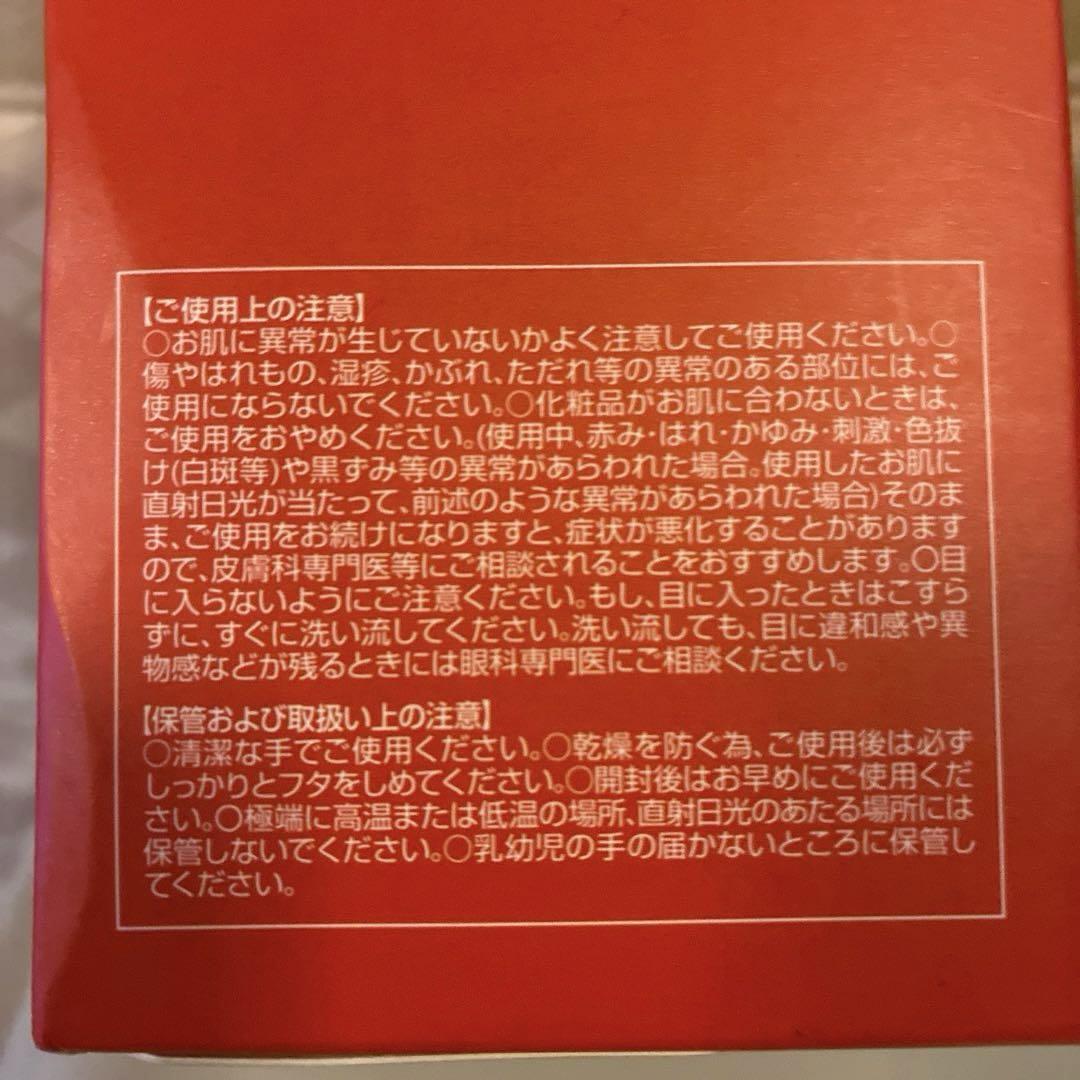 【ご使用上の注意】
○お肌に異常が生じていないかよく注意してご使用ください。○
傷やはれもの、湿疹、かぶれ、ただれ等の異常のある部位には、ご
使用にならないでください。○化粧品がお肌に合わないときは、
ご使用をおやめください。(使用中、赤み・はれ・かゆみ・刺激・色抜
け(白斑等)や黒ずみ等の異常があらわれた場合。使用したお肌に
直射日光が当たって、前述のような異常があらわれた場合)そのま
ま、ご使用をお続けになりますと、症状が悪化することがあります
ので、皮膚科専門医等にご相談されることをおすすめします。○目
に入らないようにご注意ください。もし、目に入ったときはこすら
ずに、すぐに洗い流してください。洗い流しても、目に違和感や異
物感などが残るときには眼科専門医にご相談ください。
【保管および取扱い上の注意】
○清潔な手でご使用ください。○乾燥を防ぐ為、ご使用後は必ず
しっかりとフタをしめてください。○開封後はお早めにご使用くだ
さい。○極端に高温または低温の場所、直射日光のあたる場所には
保管しないでください。○乳幼児の手の届かないところに保管し
てください。